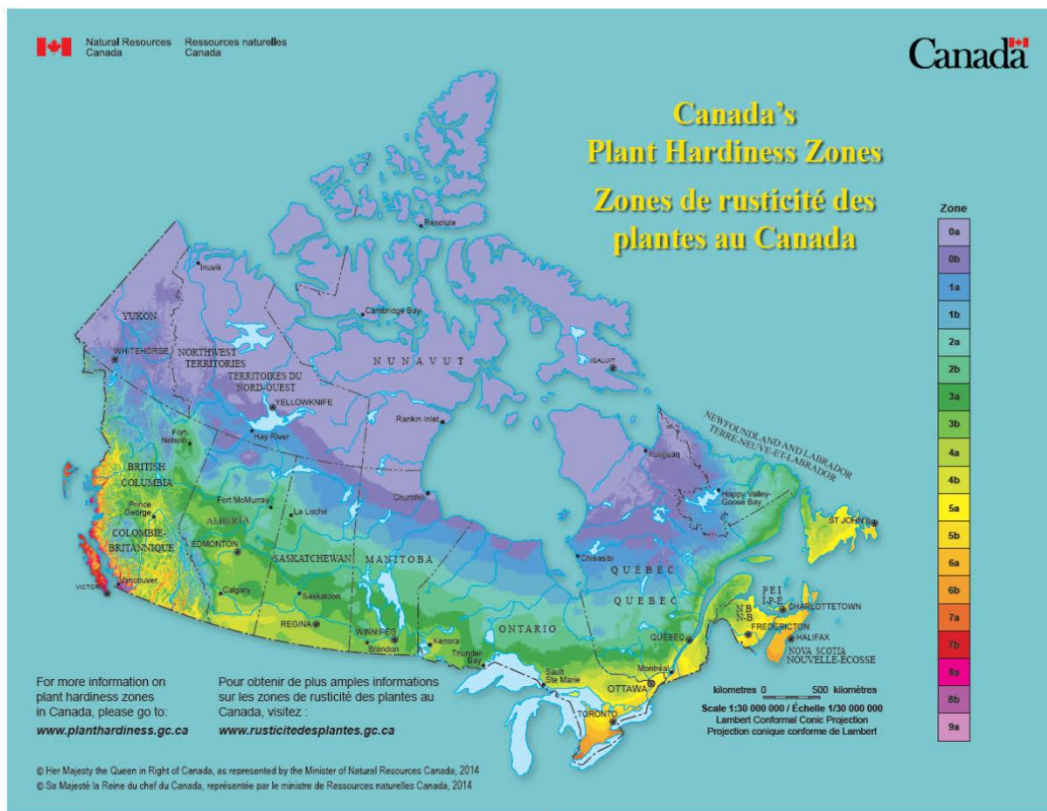 Natural Resources Canada
Ressources naturelles Canada
Canada
Canada's
Plant Hardiness Zones
Zones de rusticité des
plantes au Canada
Zone
0a
0b
1a
1b
2a
2b
3a
3b
4a
4b
5a
5b
6a
6b
7a
7b
8a
8b
9a
Resolute
Inuvik
Cambridge Bay
YUKON
WHITEHORSE
NORTHWEST
TERRITORIES
TERRITOIRES DU
NORD-OUEST
NUNAVUT
IQALUIT
YELLOWKNIFE
Hay River
Rankin Inlet
Fort
Nelson
Kuujjuaq
NEWFOUNDLAND AND LABRADOR
TERRE-NEUVE-ET-LABRADOR
BRITISH
COLUMBIA
Prince
George
COLOMBIE-
BRITANNIQUE
Fort McMurray
La Loche
Churchill
Happy Valley-
Goose Bay
ALBERTA
EDMONTON
SASKATCHEWAN
MANITOBA
Chisasibi
QUÉBEC
QUEBEC
ST JOHN'S
VICTORIA
Vancouver
Calgary
Saskatoon
REGINA
WINNIPEG
Brandon
Kenora
ONTARIO
Thunder
Bay
Sault
Ste Marie
QUÉBEC
Montréal
OTTAWA
TORONTO
P E I
I-P-E
CHARLOTTETOWN
N B
N-B
FREDERICTON
HALIFAX
NOVA SCOTIA
NOUVELLE-ECOSSE
For more information on
plant hardiness zones
in Canada, please go to:
www.planthardiness.gc.ca
Pour obtenir de plus amples informations
sur les zones de rusticité des plantes au
Canada, visitez :
www.rusticitedesplantes.gc.ca
kilometres 0 500 kilomètres
Scale 1:30 000 000 / Échelle 1/30 000 000
Lambert Conformal Conic Projection
Projection conique conforme de Lambert
© Her Majesty the Queen in Right of Canada, as represented by the Minister of Natural Resources Canada, 2014
© Sa Majesté la Reine du chef du Canada, représentée par le ministre de Ressources naturelles Canada, 2014